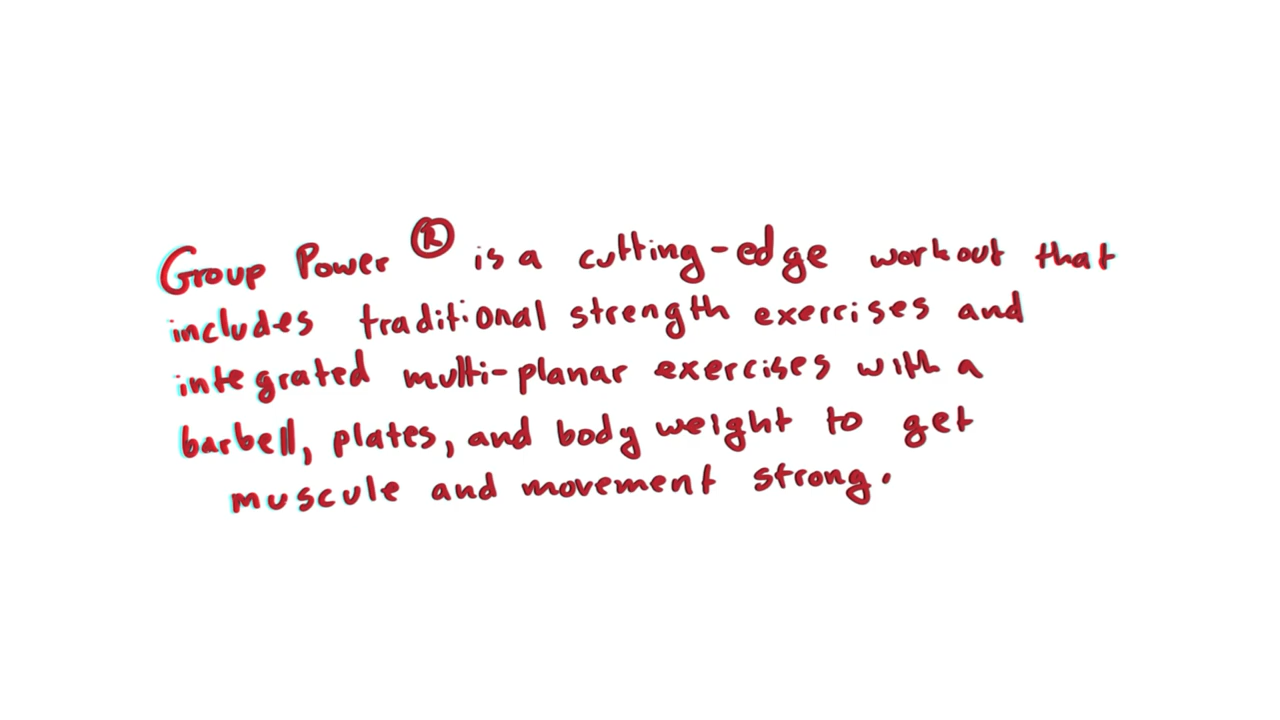 Group Power ® is a cutting-edge workout that
includes traditional strength exercises and
integrated multi-planar exercises with a
barbell, plates, and body weight to get
muscule and movement strong.